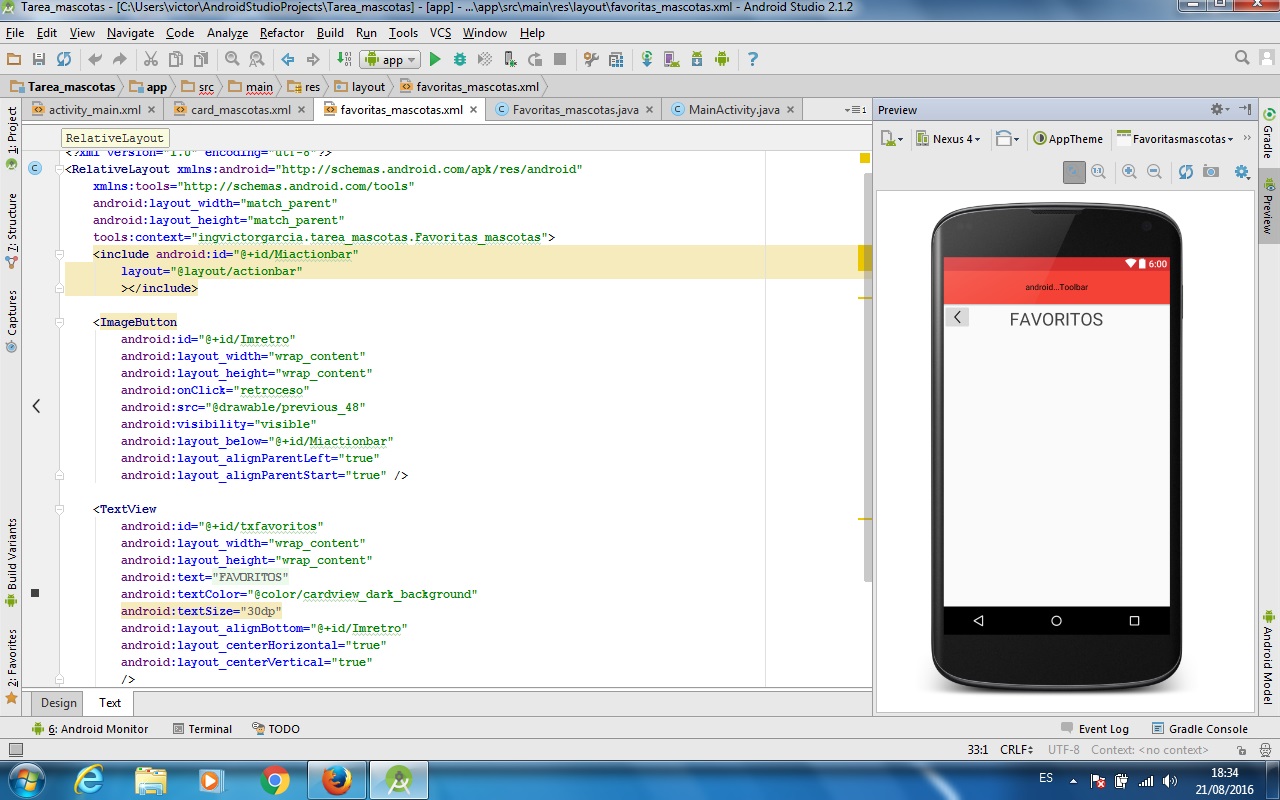 Tarea_mascotas - [C:\Users\victor\AndroidStudioProjects\Tarea_mascotas] - [app] - ...\app\src\main\res\layout\favoritas_mascotas.xml - Android Studio 2.1.2
File Edit View Navigate Code Analyze Refactor Build Run Tools VCS Window Help
app
Tarea_mascotas app src main res layout favoritas_mascotas.xml
activity_main.xml card_mascotas.xml favoritas_mascotas.xml Favoritas_mascotas.java MainActivity.java
RelativeLayout
<?xml version="1.0" encoding="utf-8"?>
<RelativeLayout xmlns:android="http://schemas.android.com/apk/res/android"
xmlns:tools="http://schemas.android.com/tools"
android:layout_width="match_parent"
android:layout_height="match_parent"
tools:context="ingvictorgarcia.tarea_mascotas.Favoritas_mascotas">
<include android:id="@+id/Miactionbar"
layout="@layout/actionbar"
></include>
<ImageButton
android:id="@+id/Imretro"
android:layout_width="wrap_content"
android:layout_height="wrap_content"
android:onClick="retroceso"
android:src="@drawable/previous_48"
android:visibility="visible"
android:layout_below="@+id/Miactionbar"
android:layout_alignParentLeft="true"
android:layout_alignParentStart="true" />
<TextView
android:id="@+id/txfavoritos"
android:layout_width="wrap_content"
android:layout_height="wrap_content"
android:text="FAVORITOS"
android:textColor="@color/cardview_dark_background"
android:textSize="30dp"
android:layout_alignBottom="@+id/Imretro"
android:layout_centerHorizontal="true"
android:layout_centerVertical="true"
/>
Design Text
1: Project
7: Structure
Captures
Build Variants
2: Favorites
Preview
Nexus 4 AppTheme Favoritasmascotas
6:00
android...Toolbar
FAVORITOS
Gradle
Preview
Android Model
6: Android Monitor Terminal TODO Event Log Gradle Console
33:1 CRLF UTF-8 Context: <no context>
ES 18:34
21/08/2016